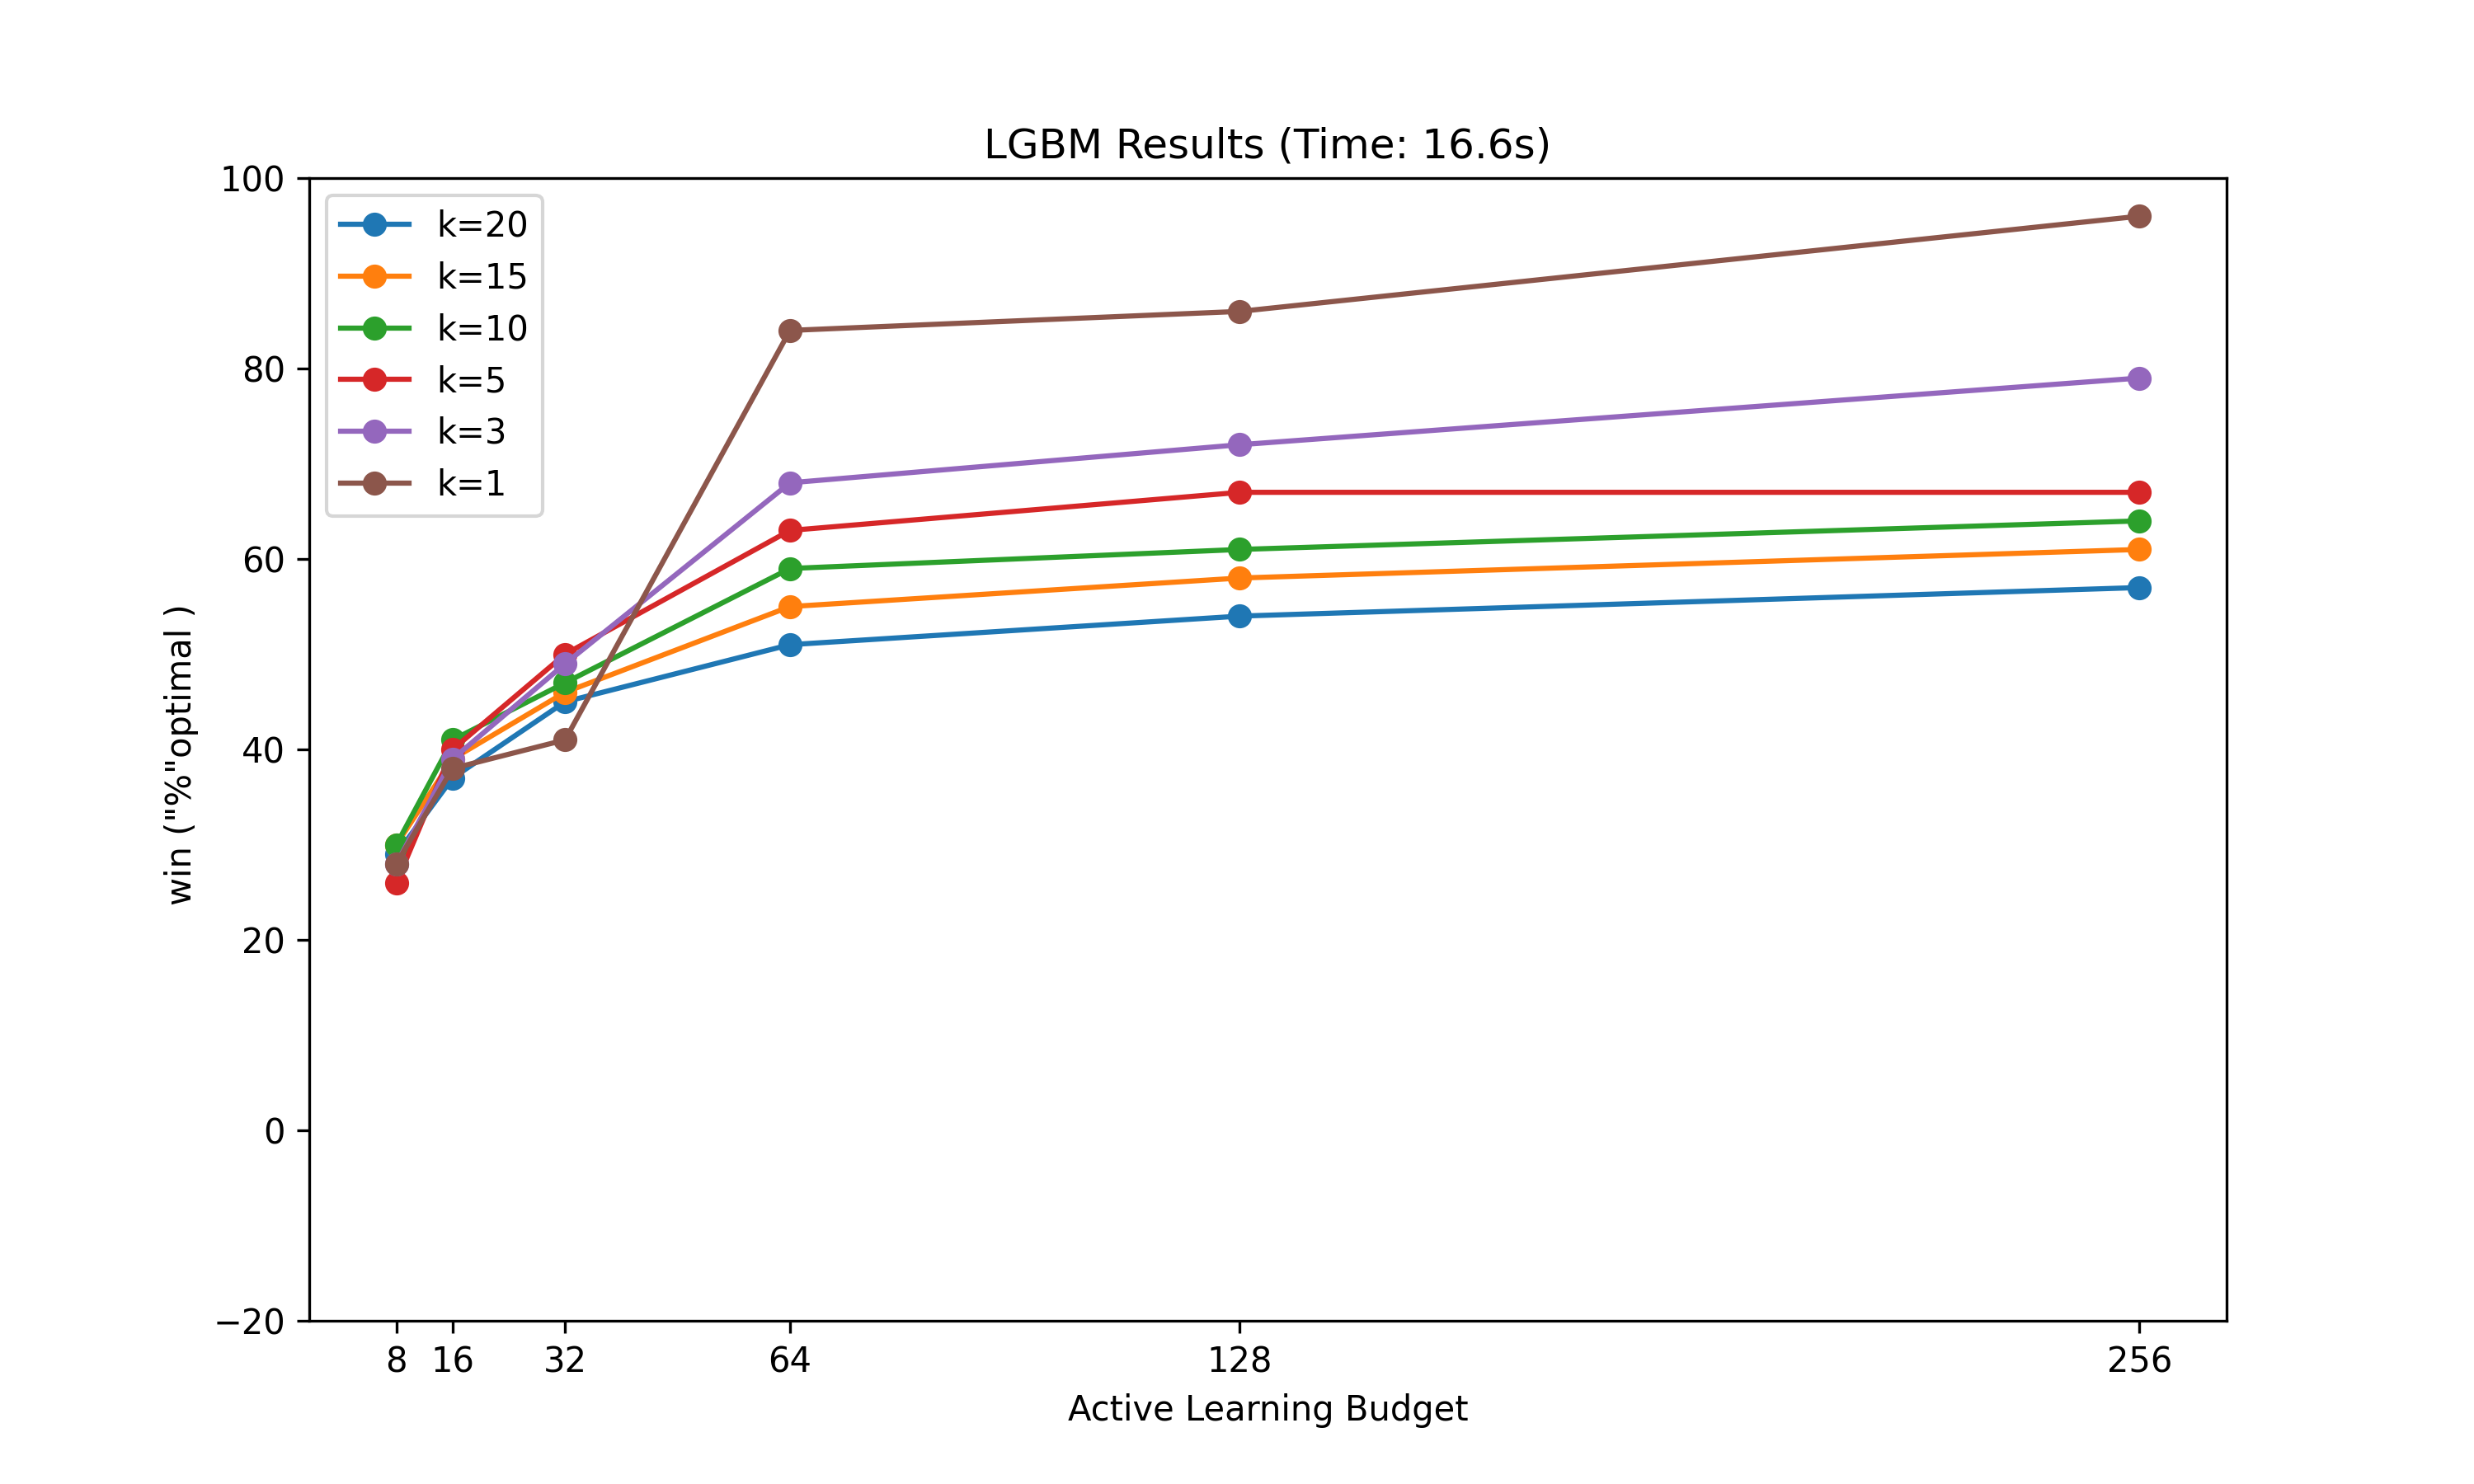 LGBM Results (Time: 16.6s)
100
80
60
40
20
0
−20
win ("%"optimal )
k=20
k=15
k=10
k=5
k=3
k=1
8 16 32 64 128 256
Active Learning Budget